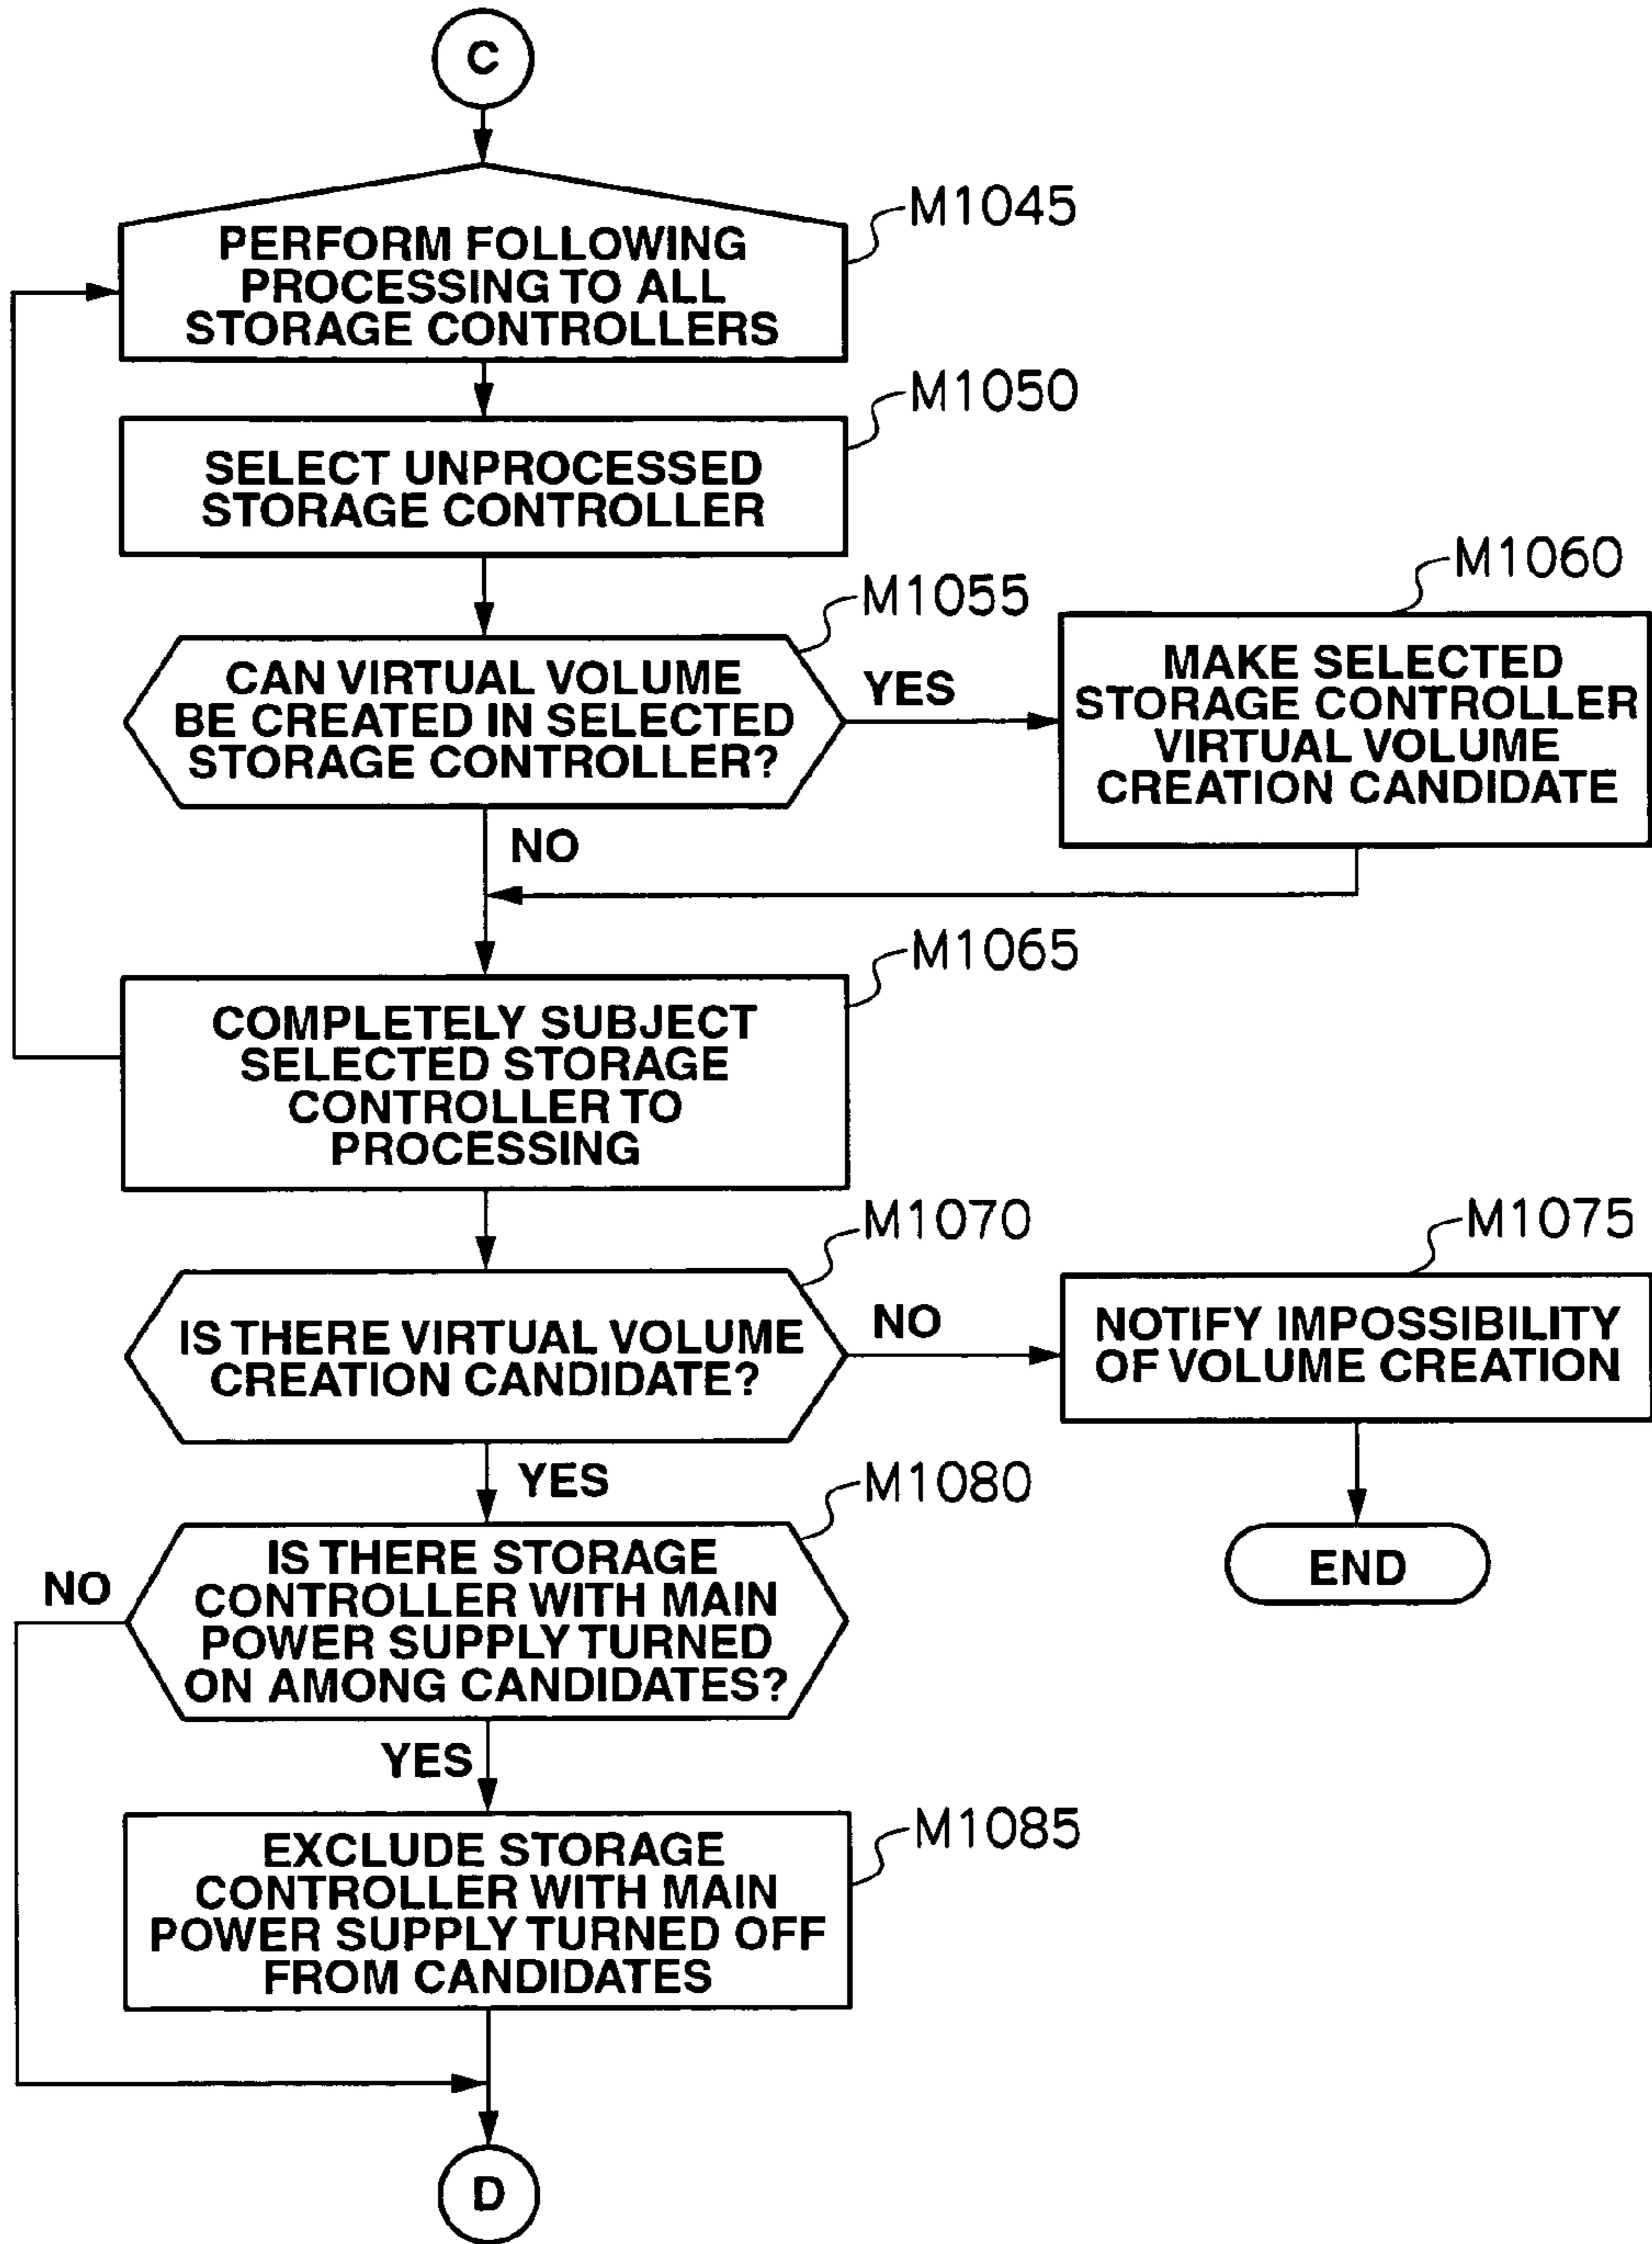 C
M1045
PERFORM FOLLOWING
PROCESSING TO ALL
STORAGE CONTROLLERS
M1050
SELECT UNPROCESSED
STORAGE CONTROLLER
M1055
CAN VIRTUAL VOLUME
BE CREATED IN SELECTED
STORAGE CONTROLLER?
YES
M1060
MAKE SELECTED
STORAGE CONTROLLER
VIRTUAL VOLUME
CREATION CANDIDATE
NO
M1065
COMPLETELY SUBJECT
SELECTED STORAGE
CONTROLLER TO
PROCESSING
M1070
IS THERE VIRTUAL VOLUME
CREATION CANDIDATE?
NO
M1075
NOTIFY IMPOSSIBILITY
OF VOLUME CREATION
END
YES
M1080
IS THERE STORAGE
CONTROLLER WITH MAIN
POWER SUPPLY TURNED
ON AMONG CANDIDATES?
NO
YES
M1085
EXCLUDE STORAGE
CONTROLLER WITH MAIN
POWER SUPPLY TURNED OFF
FROM CANDIDATES
D